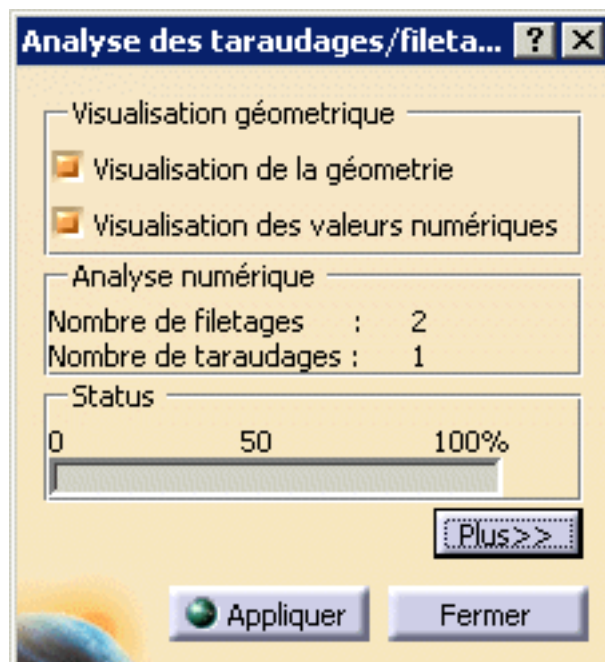 Analyse des taraudages/fileta...
Visualisation géometrique
Visualisation de la géometrie
Visualisation des valeurs numériques
Analyse numérique
Nombre de filetages : 2
Nombre de taraudages : 1
Status
0 50 100%
Plus>>
Appliquer Fermer